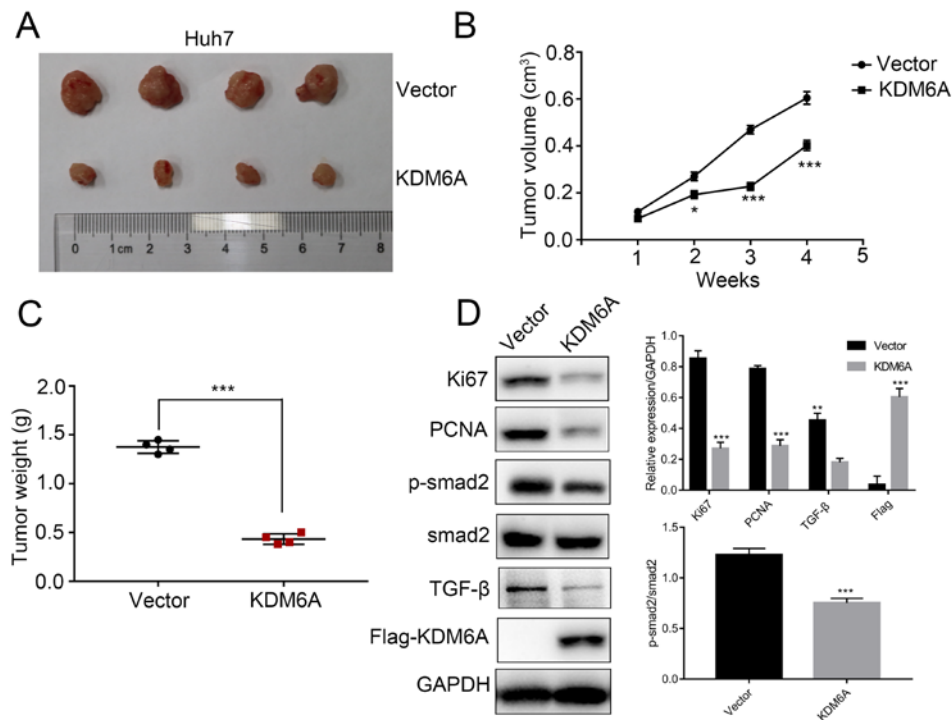 A
Huh7
Vector
KDM6A
0 1cm 2 3 4 5 6 7 8
B
Tumor volume (cm³)
0.8
0.6
0.4
0.2
0.0
1 2 3 4 5
Weeks
Vector
KDM6A
*
***
***
C
Tumor weight (g)
2.0
1.5
1.0
0.5
0.0
***
Vector KDM6A
D
Vector KDM6A
Ki67
PCNA
p-smad2
smad2
TGF-β
Flag-KDM6A
GAPDH
Relative expression/GAPDH
1.0
0.8
0.6
0.4
0.2
0.0
Vector
KDM6A
***
***
**
***
Ki67 PCNA TGF-β Flag
p-smad2/smad2
1.5
1.0
0.5
0.0
***
Vector KDM6A